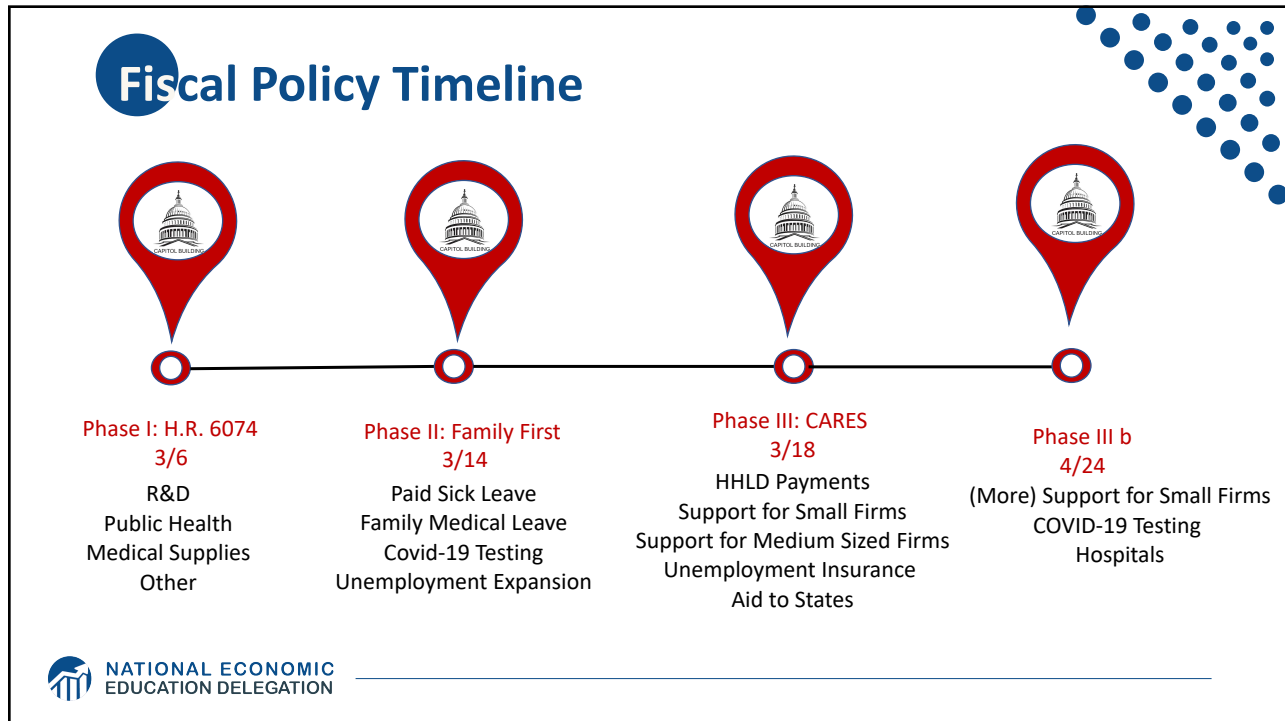 Fiscal Policy Timeline
CAPITOL BUILDING
CAPITOL BUILDING
CAPITOL BUILDING
CAPITOL BUILDING
Phase I: H.R. 6074
3/6
R&D
Public Health
Medical Supplies
Other
Phase II: Family First
3/14
Paid Sick Leave
Family Medical Leave
Covid-19 Testing
Unemployment Expansion
Phase III: CARES
3/18
HHLD Payments
Support for Small Firms
Support for Medium Sized Firms
Unemployment Insurance
Aid to States
Phase III b
4/24
(More) Support for Small Firms
COVID-19 Testing
Hospitals
NATIONAL ECONOMIC
EDUCATION DELEGATION